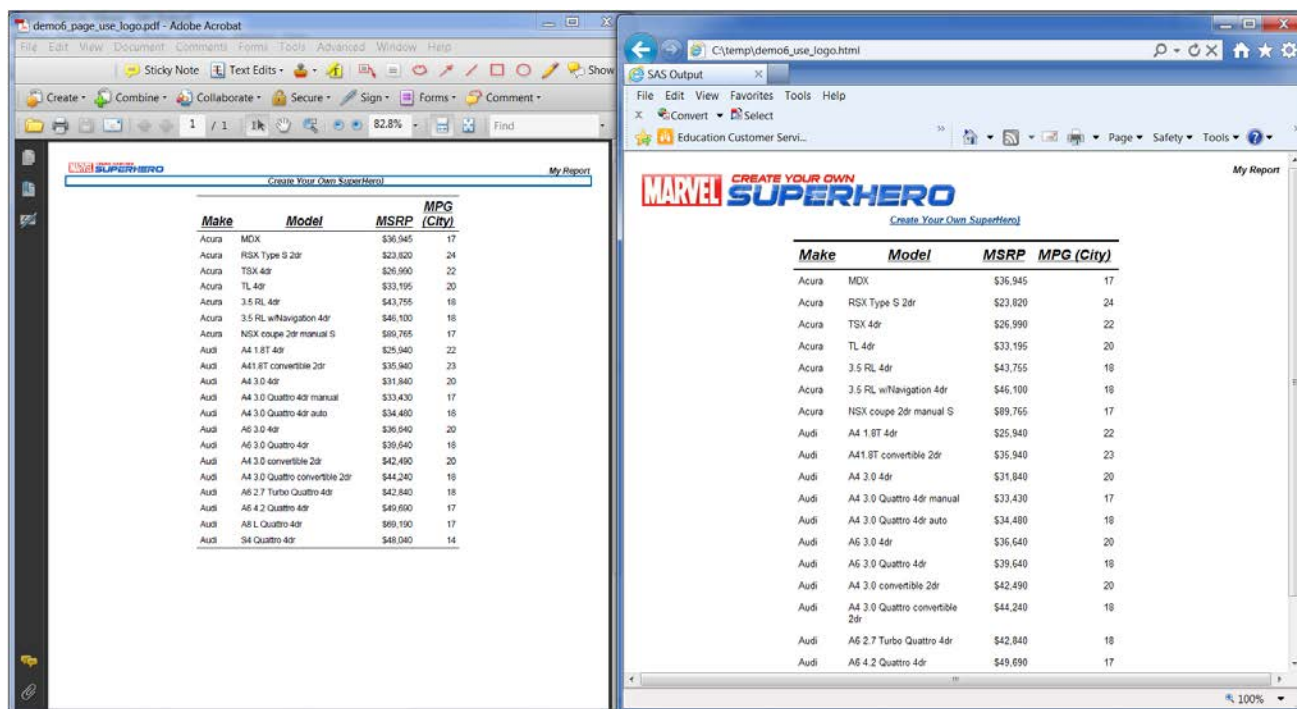 demo6_page_use_logo.pdf - Adobe Acrobat
File Edit View Document Comments Forms Tools Advanced Window Help
Sticky Note Text Edits Show
Create Combine Collaborate Secure Sign Forms Comment
1 / 1 82.8% Find
MARVEL CREATE YOUR OWN SUPERHERO
My Report
Create Your Own SuperHero!
Make Model MSRP MPG (City)
Acura MDX $36,945 17
Acura RSX Type S 2dr $23,820 24
Acura TSX 4dr $26,990 22
Acura TL 4dr $33,195 20
Acura 3.5 RL 4dr $43,755 18
Acura 3.5 RL w/Navigation 4dr $46,100 18
Acura NSX coupe 2dr manual S $89,765 17
Audi A4 1.8T 4dr $25,940 22
Audi A41.8T convertible 2dr $35,940 23
Audi A4 3.0 4dr $31,840 20
Audi A4 3.0 Quattro 4dr manual $33,430 17
Audi A4 3.0 Quattro 4dr auto $34,480 18
Audi A6 3.0 4dr $36,640 20
Audi A6 3.0 Quattro 4dr $39,640 18
Audi A4 3.0 convertible 2dr $42,490 20
Audi A4 3.0 Quattro convertible 2dr $44,240 18
Audi A6 2.7 Turbo Quattro 4dr $42,840 18
Audi A6 4.2 Quattro 4dr $49,690 17
Audi A8 L Quattro 4dr $69,190 17
Audi S4 Quattro 4dr $48,040 14
C:\temp\demo6_use_logo.html
SAS Output
File Edit View Favorites Tools Help
x Convert Select
Education Customer Servi... Page Safety Tools
My Report
MARVEL CREATE YOUR OWN
SUPERHERO
Create Your Own SuperHero!
Make Model MSRP MPG (City)
Acura MDX $36,945 17
Acura RSX Type S 2dr $23,820 24
Acura TSX 4dr $26,990 22
Acura TL 4dr $33,195 20
Acura 3.5 RL 4dr $43,755 18
Acura 3.5 RL w/Navigation 4dr $46,100 18
Acura NSX coupe 2dr manual S $89,765 17
Audi A4 1.8T 4dr $25,940 22
Audi A41.8T convertible 2dr $35,940 23
Audi A4 3.0 4dr $31,840 20
Audi A4 3.0 Quattro 4dr manual $33,430 17
Audi A4 3.0 Quattro 4dr auto $34,480 18
Audi A6 3.0 4dr $36,640 20
Audi A6 3.0 Quattro 4dr $39,640 18
Audi A4 3.0 convertible 2dr $42,490 20
Audi A4 3.0 Quattro convertible $44,240 18
2dr
Audi A6 2.7 Turbo Quattro 4dr $42,840 18
Audi A6 4.2 Quattro 4dr $49,690 17
100%